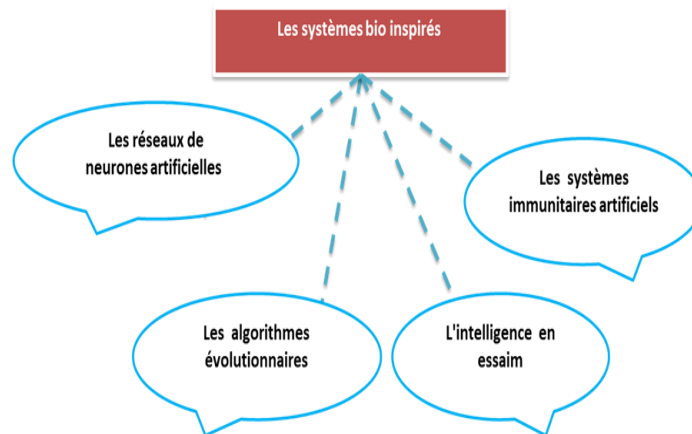 Les systèmes bio inspirés
Les réseaux de
neurones artificielles
Les systèmes
immunitaires artificiels
Les algorithmes
évolutionnaires
L'intelligence en
essaim